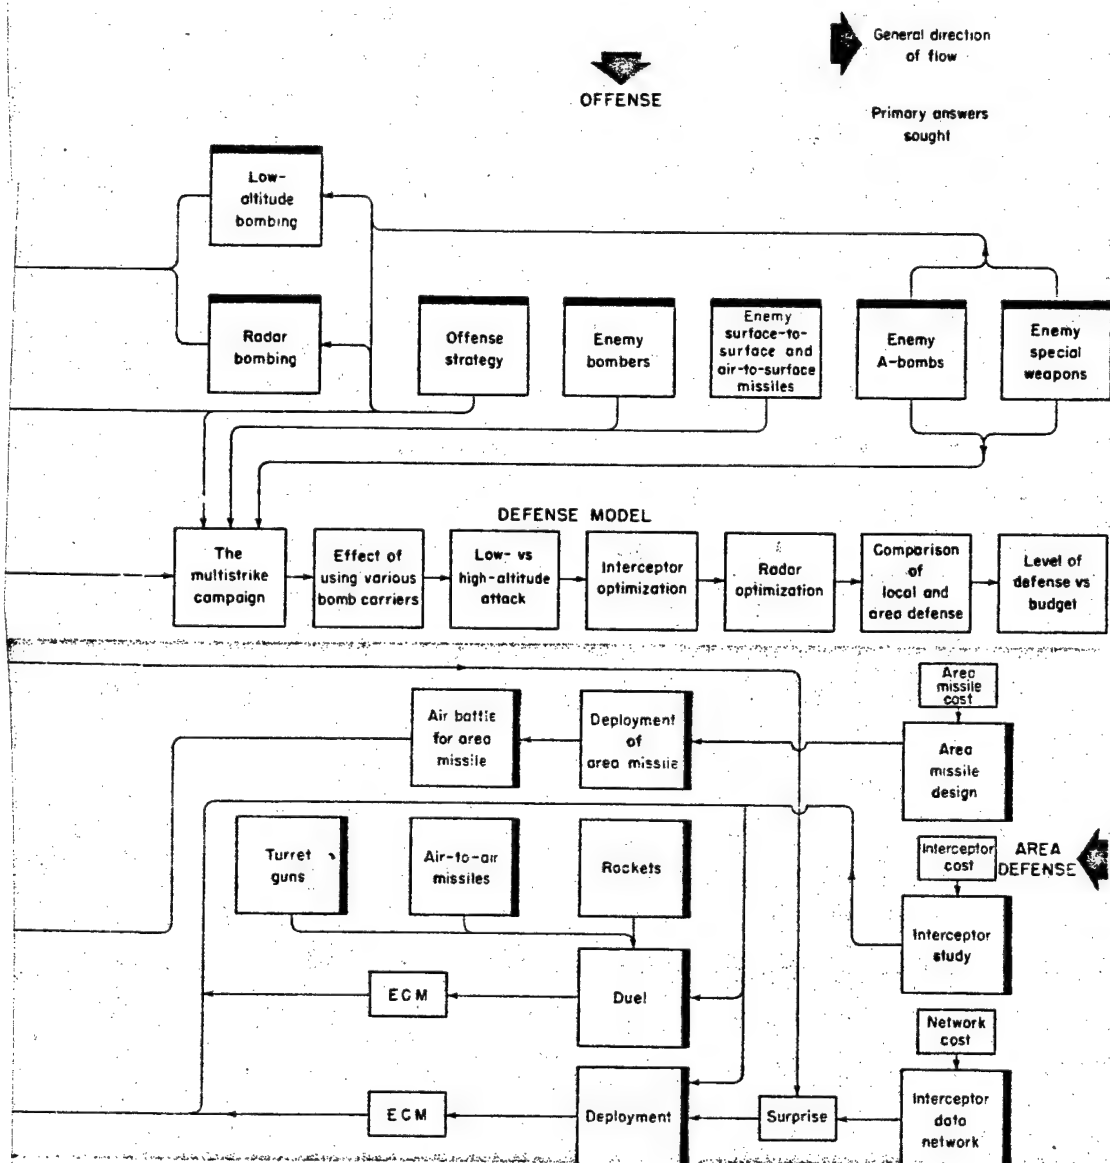 General direction
of flow
OFFENSE
Primary answers
sought
Low-
altitude
bombing
Radar
bombing
Offense
strategy
Enemy
bombers
Enemy
surface-to-
surface and
air-to-surface
missiles
Enemy
A-bombs
Enemy
special
weapons
DEFENSE MODEL
The
multistrike
campaign
Effect of
using various
bomb carriers
Low- vs
high-altitude
attack
Interceptor
optimization
Radar
optimization
Comparison
of
local and
area defense
Level of
defense vs
budget
Area
missile
cost
Air battle
for area
missile
Deployment
of
area missile
Area
missile
design
Turret
guns
Air-to-air
missiles
Rockets
Interceptor
cost
AREA
DEFENSE
Interceptor
study
ECM
Duel
Network
cost
ECM
Deployment
Surprise
Interceptor
data
network